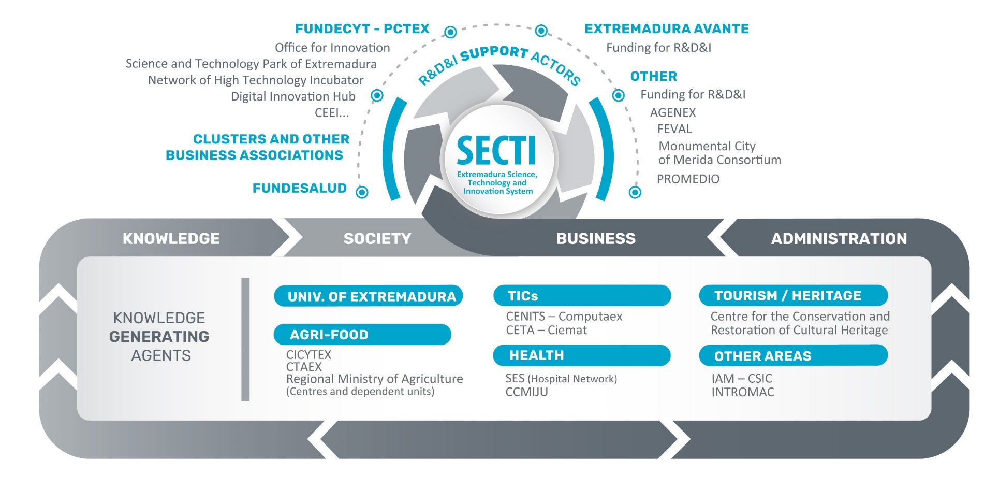 FUNDECYT - PCTEX
Office for Innovation
Science and Technology Park of Extremadura
Network of High Technology Incubator
Digital Innovation Hub
CEEI...
CLUSTERS AND OTHER
BUSINESS ASSOCIATIONS
FUNDESALUD
R&D&I SUPPORT ACTORS
EXTREMADURA AVANTE
Funding for R&D&I
OTHER
Funding for R&D&I
AGENEX
FEVAL
Monumental City
of Merida Consortium
PROMEDIO
SECTI
Extremadura Science,
Technology and
Innovation System
KNOWLEDGE
SOCIETY
BUSINESS
ADMINISTRATION
KNOWLEDGE
GENERATING
AGENTS
UNIV. OF EXTREMADURA
AGRI-FOOD
CICYTEX
CTAEX
Regional Ministry of Agriculture
(Centres and dependent units)
TICs
CENITS – Computaex
CETA – Ciemat
HEALTH
SES (Hospital Network)
CCMIJU
TOURISM / HERITAGE
Centre for the Conservation and
Restoration of Cultural Heritage
OTHER AREAS
IAM – CSIC
INTROMAC